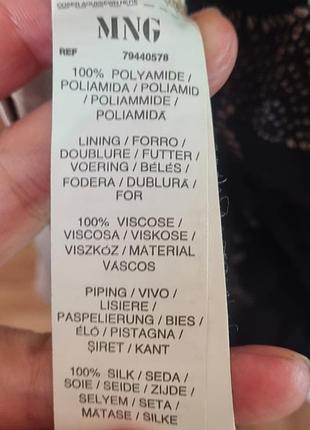 MNG
REF 79440578
100% POLYAMIDE /
POLIAMIDA / POLIAMID
/ POLIAMMIDE /
POLIAMIDĂ
LINING / FORRO /
DOUBLURE / FUTTER /
VOERING / BÉLÉS /
FODERA / DUBLURĂ /
FÓR
100% VISCOSE /
VISCOSA / VISKOSE /
VISZKÓZ / MATERIAL
VÂSCOS
PIPING / VIVO /
LISIERE /
PASPELIERUNG / BIES /
ÉLŐ / PISTAGNA /
ŞIRET / KANT
100% SILK / SEDA /
SOIE / SEIDE / ZIJDE /
SELYEM / SETA /
MĂTASE / SILKE